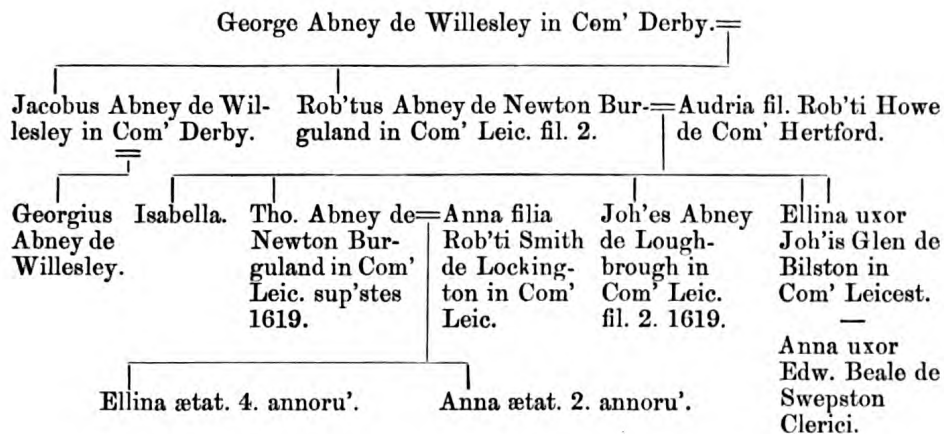 George Abney de Willesley in Com' Derby.=
Jacobus Abney de Wil-
lesley in Com' Derby.
=
Rob'tus Abney de Newton Bur-=
guland in Com' Leic. fil. 2.
Audria fil. Rob'ti Howe
de Com' Hertford.
Georgius
Abney de
Willesley.
Isabella.
Tho. Abney de=
Newton Bur-
guland in Com'
Leic. sup'stes
1619.
Anna filia
Rob'ti Smith
de Locking-
ton in Com'
Leic.
Joh'es Abney
de Lough-
brough in
Com' Leic.
fil. 2. 1619.
Ellina uxor
Joh'is Glen de
Bilston in
Com' Leicest.
—
Anna uxor
Edw. Beale de
Swepston
Clerici.
Ellina ætat. 4. annoru'.
Anna ætat. 2. annoru'.